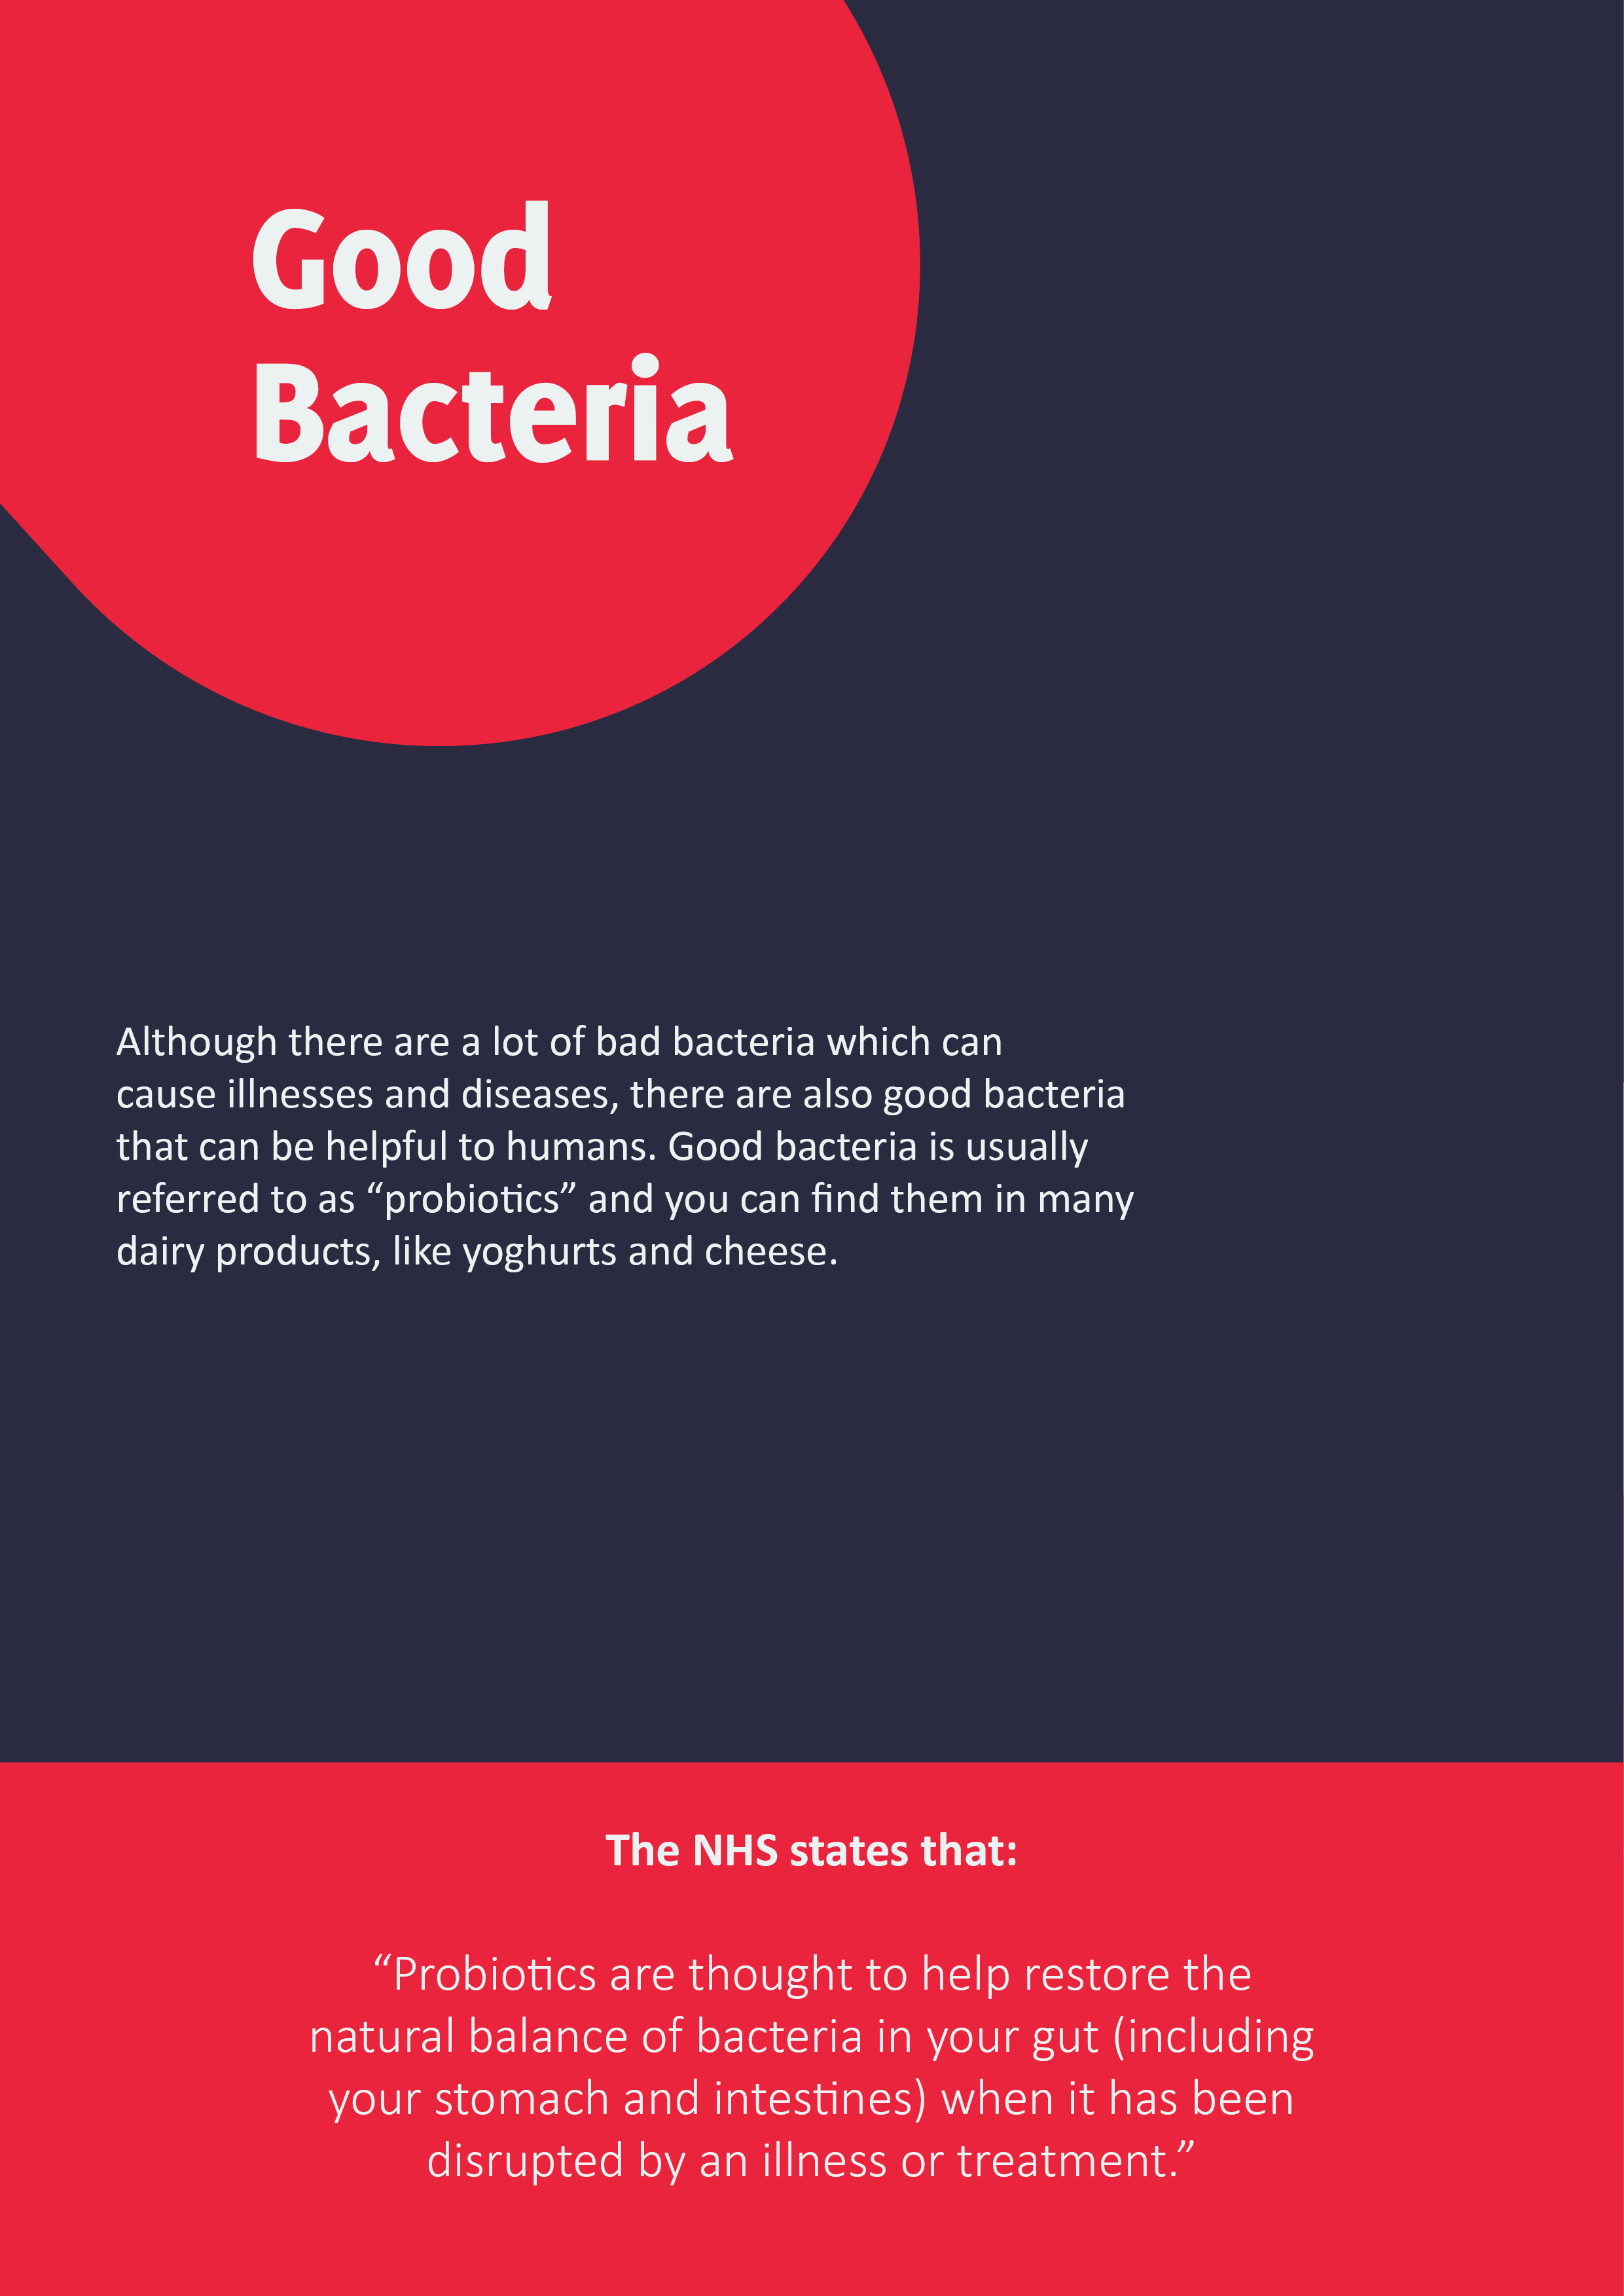 Good
Bacteria
Although there are a lot of bad bacteria which can
cause illnesses and diseases, there are also good bacteria
that can be helpful to humans. Good bacteria is usually
referred to as “probiotics” and you can find them in many
dairy products, like yoghurts and cheese.
The NHS states that:
“Probiotics are thought to help restore the
natural balance of bacteria in your gut (including
your stomach and intestines) when it has been
disrupted by an illness or treatment.”